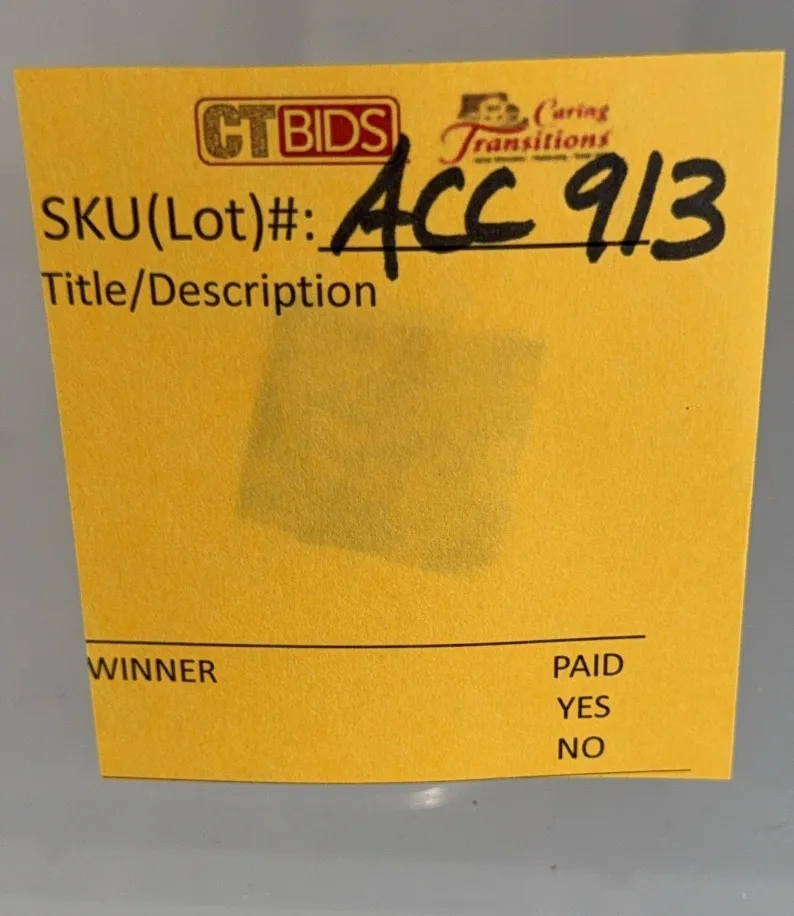 CTBIDS Caring
Transitions
SKU(Lot)#: ACC 913
Title/Description
WINNER PAID
YES
NO